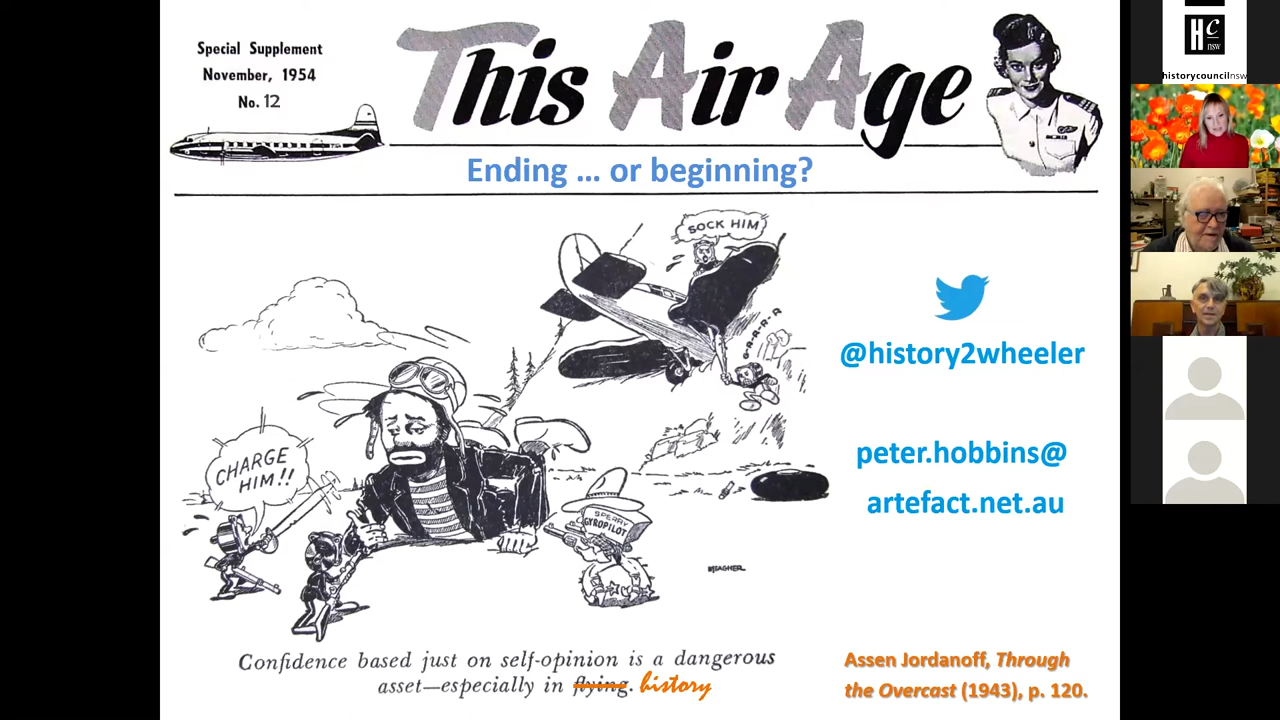 Special Supplement
November, 1954
No. 12
This Air Age
Ending ... or beginning?
SOCK HIM
G-R-R-R-R
CHARGE
HIM!!
SPERRY
GYROPILOT
@history2wheeler
peter.hobbins@
artefact.net.au
Confidence based just on self-opinion is a dangerous
asset—especially in flying. history
Assen Jordanoff, Through
the Overcast (1943), p. 120.
Hc
nsw
historycouncilnsw